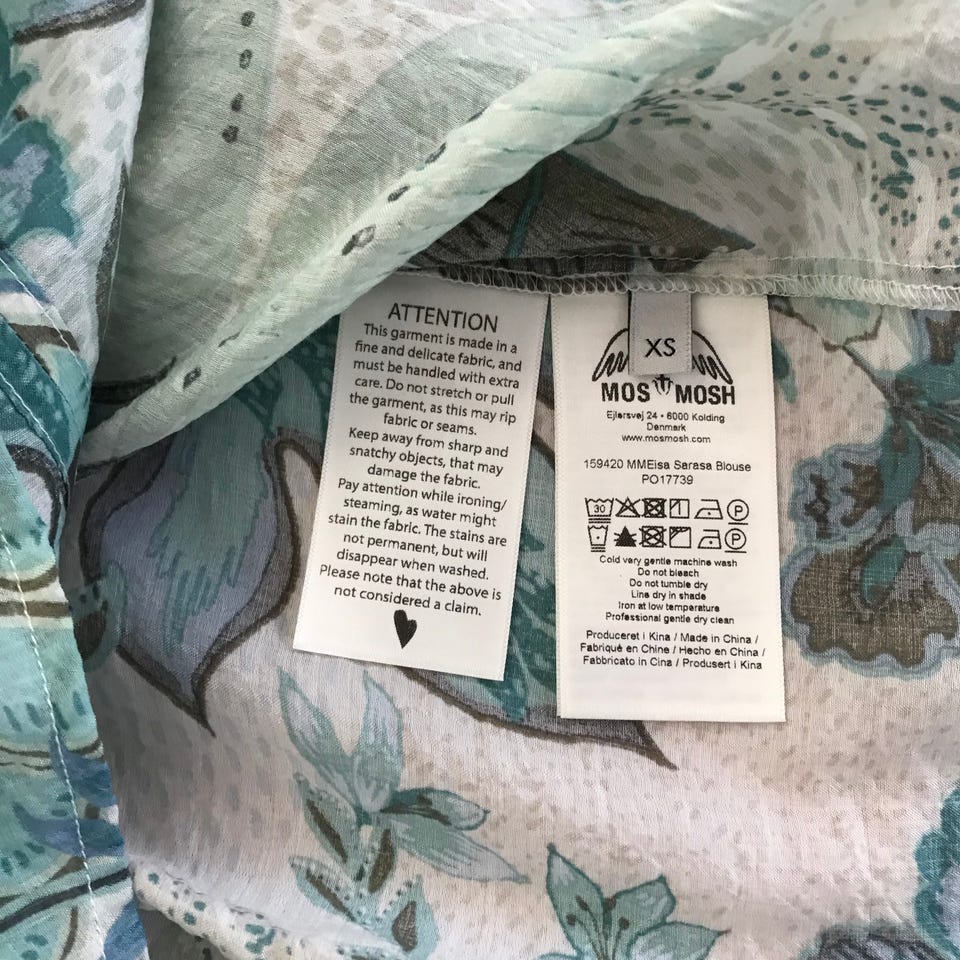 ATTENTION
This garment is made in a
fine and delicate fabric, and
must be handled with extra
care. Do not stretch or pull
the garment, as this may rip
fabric or seams.
Keep away from sharp and
snatchy objects, that may
damage the fabric.
Pay attention while ironing/
steaming, as water might
stain the fabric. The stains are
not permanent, but will
disappear when washed.
Please note that the above is
not considered a claim.
XS
MOS MOSH
Ejlersvej 24 • 6000 Kolding
Denmark
www.mosmosh.com
159420 MMEisa Sarasa Blouse
PO17739
30
P
P
Cold very gentle machine wash
Do not bleach
Do not tumble dry
Line dry in shade
Iron at low temperature
Professional gentle dry clean
Produceret i Kina / Made in China /
Fabriqué en Chine / Hecho en China /
Fabbricato in Cina / Produsert i Kina